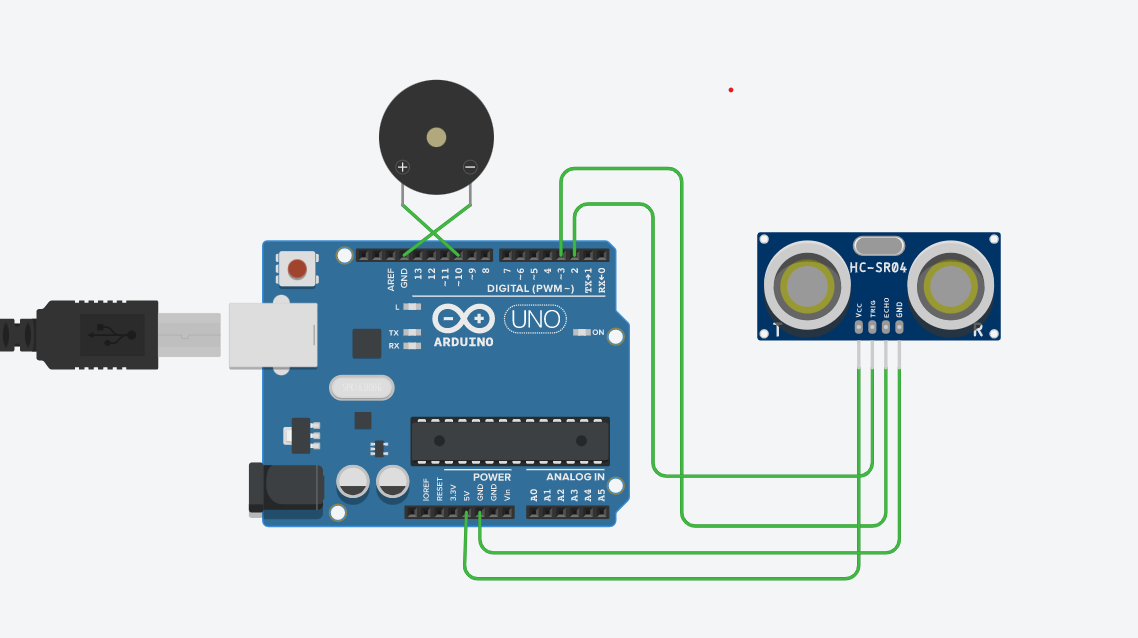 + −
AREF
GND
13
12
~11
~10
~9
8
7
~6
~5
4
~3
2
TX→1
RX←0
DIGITAL (PWM~)
L
TX
RX
ARDUINO
UNO
ON
HC-SR04
Vcc
TRIG
ECHO
GND
T
R
POWER
ANALOG IN
IOREF
RESET
3.3V
5V
GND
GND
Vin
A0
A1
A2
A3
A4
A5